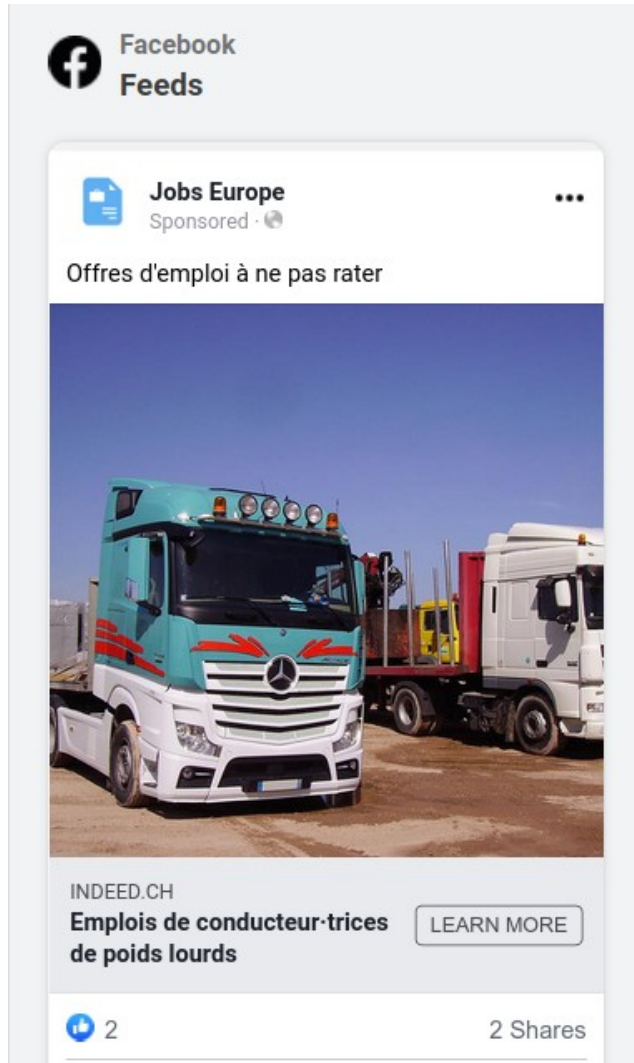 Facebook
Feeds
Jobs Europe
Sponsored ·
Offres d'emploi à ne pas rater
INDEED.CH
Emplois de conducteur·trices
de poids lourds
LEARN MORE
2
2 Shares